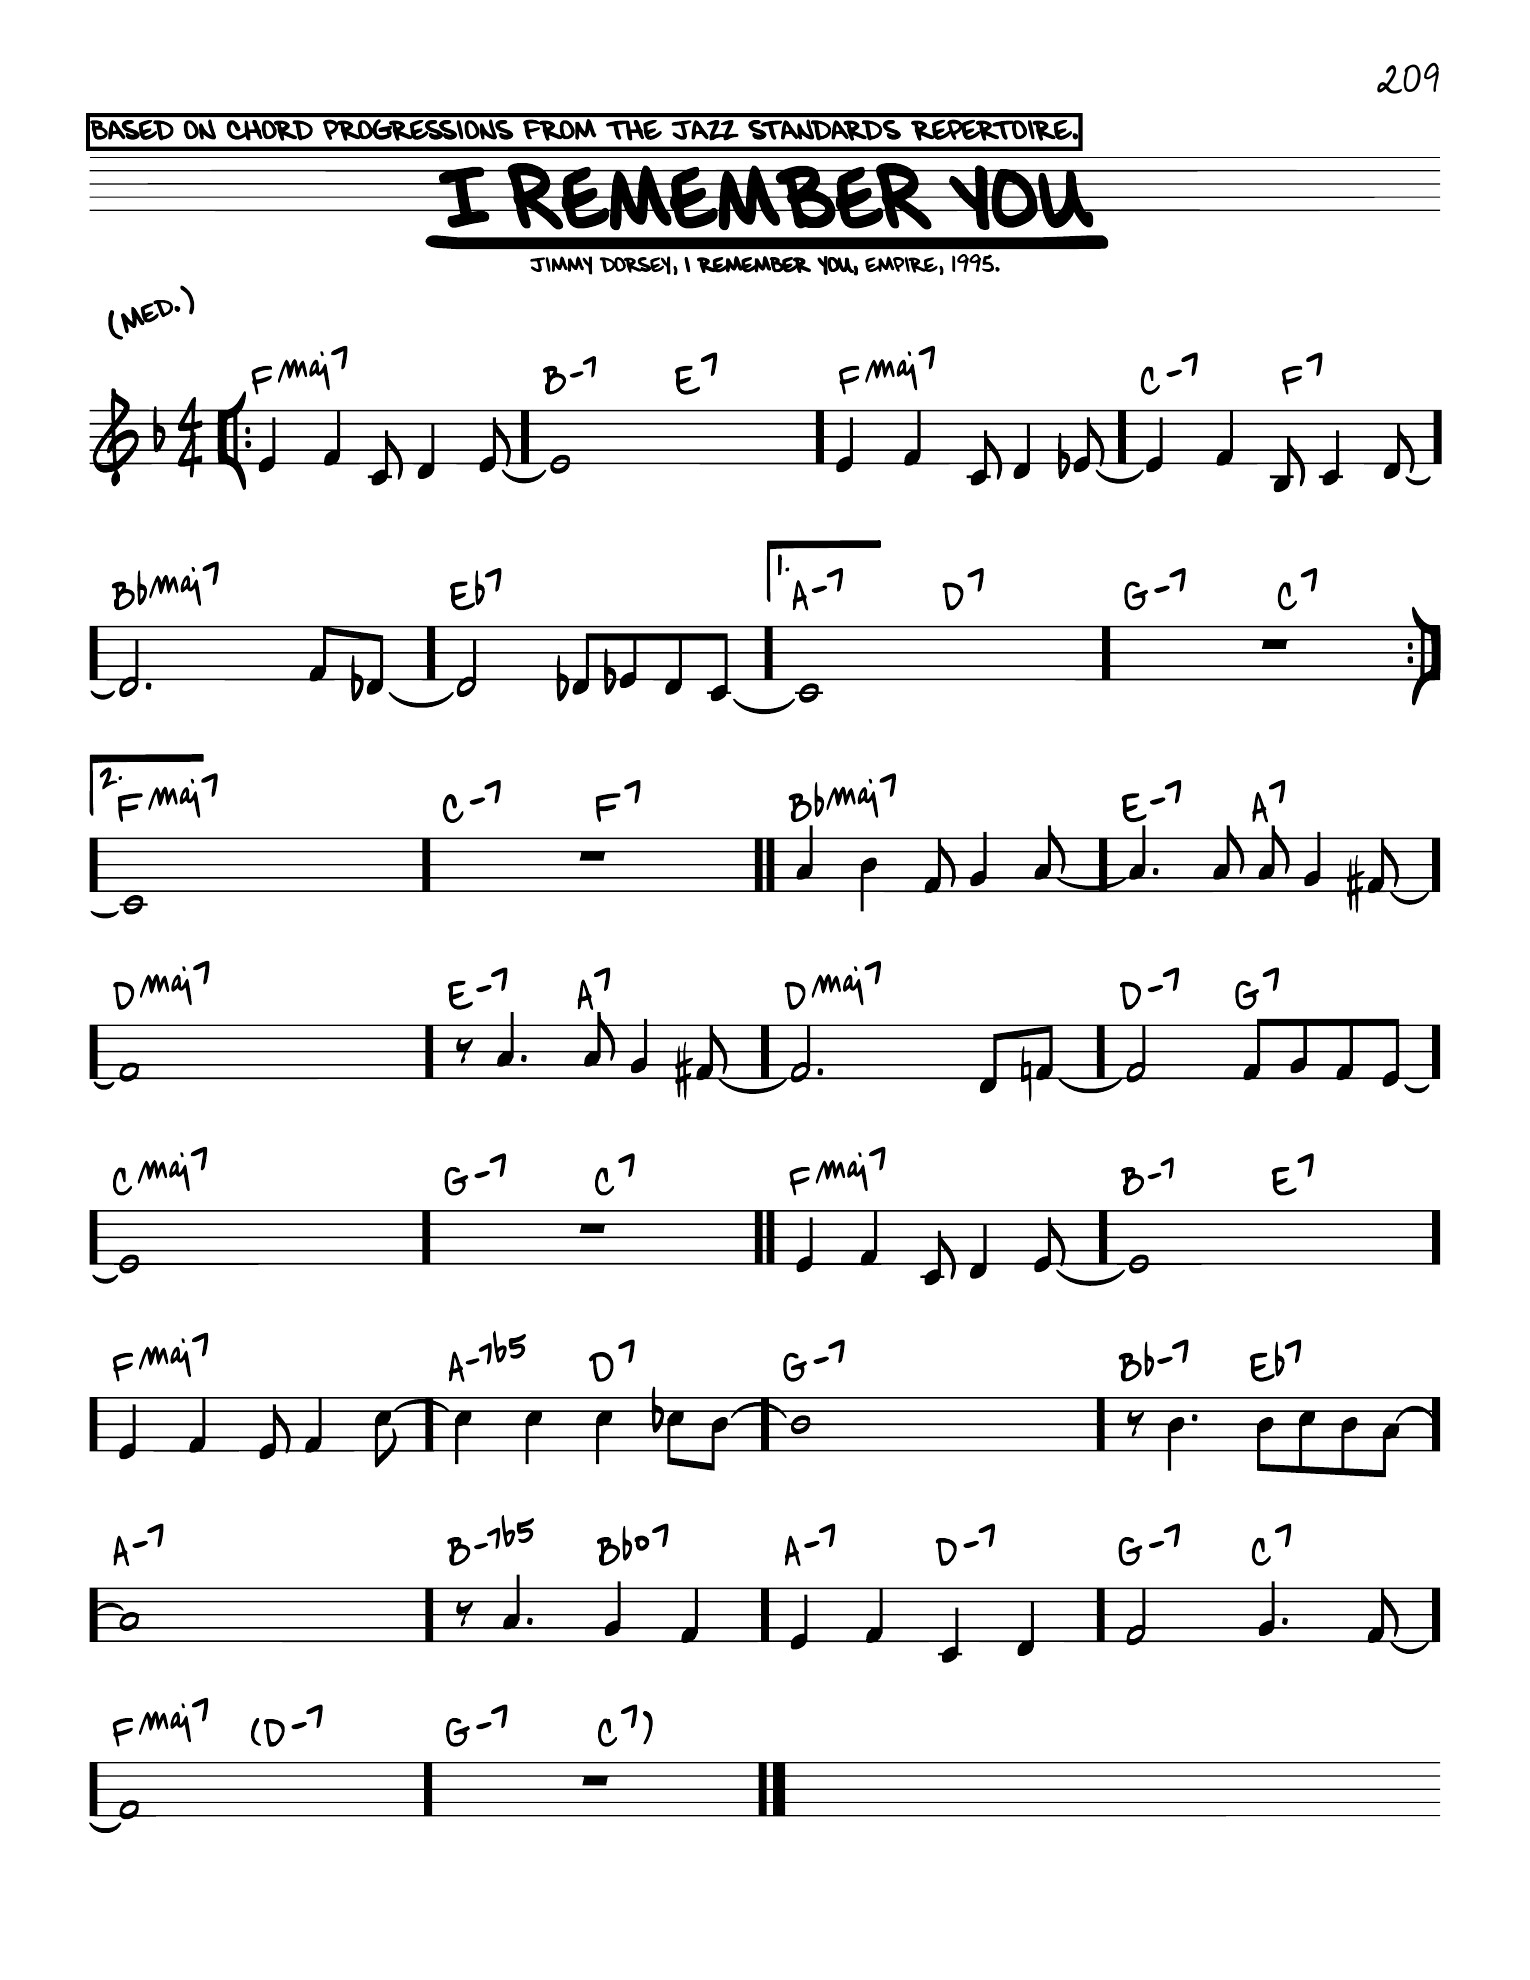 209
BASED ON CHORD PROGRESSIONS FROM THE JAZZ STANDARDS REPERTOIRE.
I REMEMBER YOU
JIMMY DORSEY, I REMEMBER YOU, EMPIRE, 1995.
(MED.)
Fmaj7 B-7 E7 Fmaj7 C-7 F7
4
4
1.
Bbmaj7 Eb7 A-7 D7 G-7 C7
2.
Fmaj7 C-7 F7 Bbmaj7 E-7 A7
Dmaj7 E-7 A7 Dmaj7 D-7 G7
Cmaj7 G-7 C7 Fmaj7 B-7 E7
Fmaj7 A-7b5 D7 G-7 Bb-7 Eb7
A-7 B-7b5 Bbo7 A-7 D-7 G-7 C7
Fmaj7 (D-7 G-7 C7)